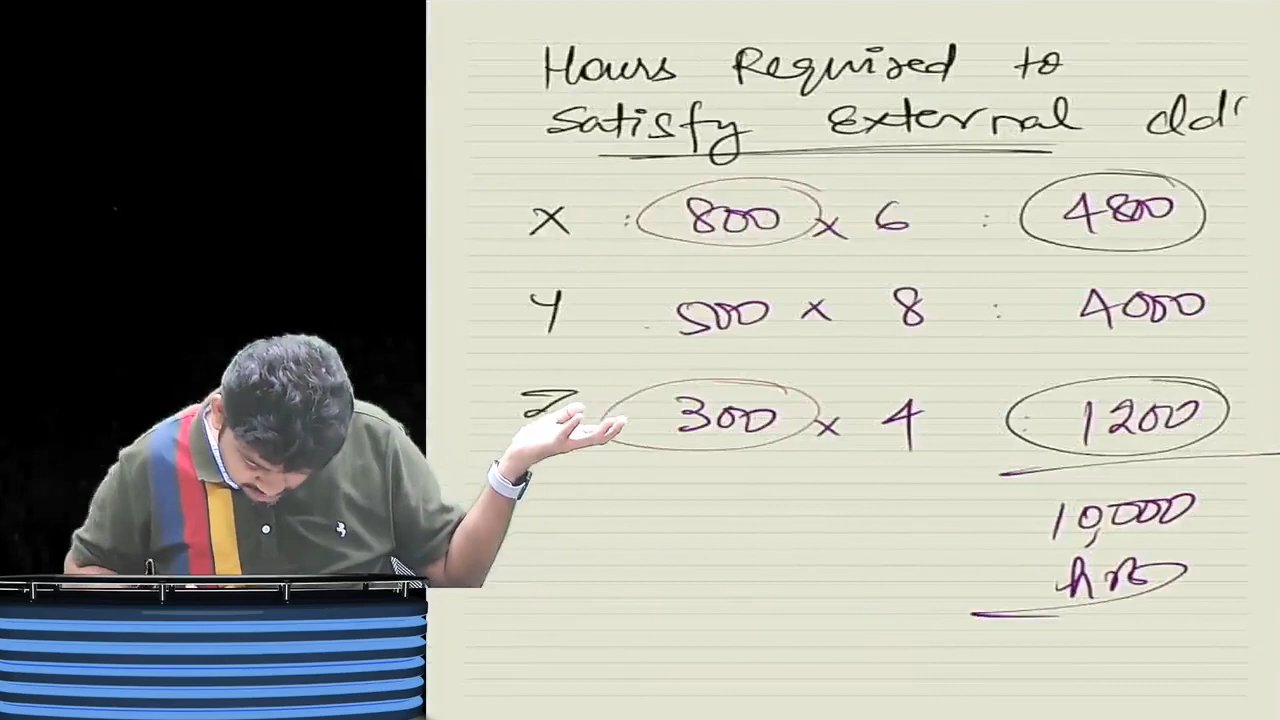 Hours Required to
Satisfy External dd'
X : 800 x 6 : 4800
Y 500 x 8 : 4000
Z 300 x 4 : 1200
10,000
hrs